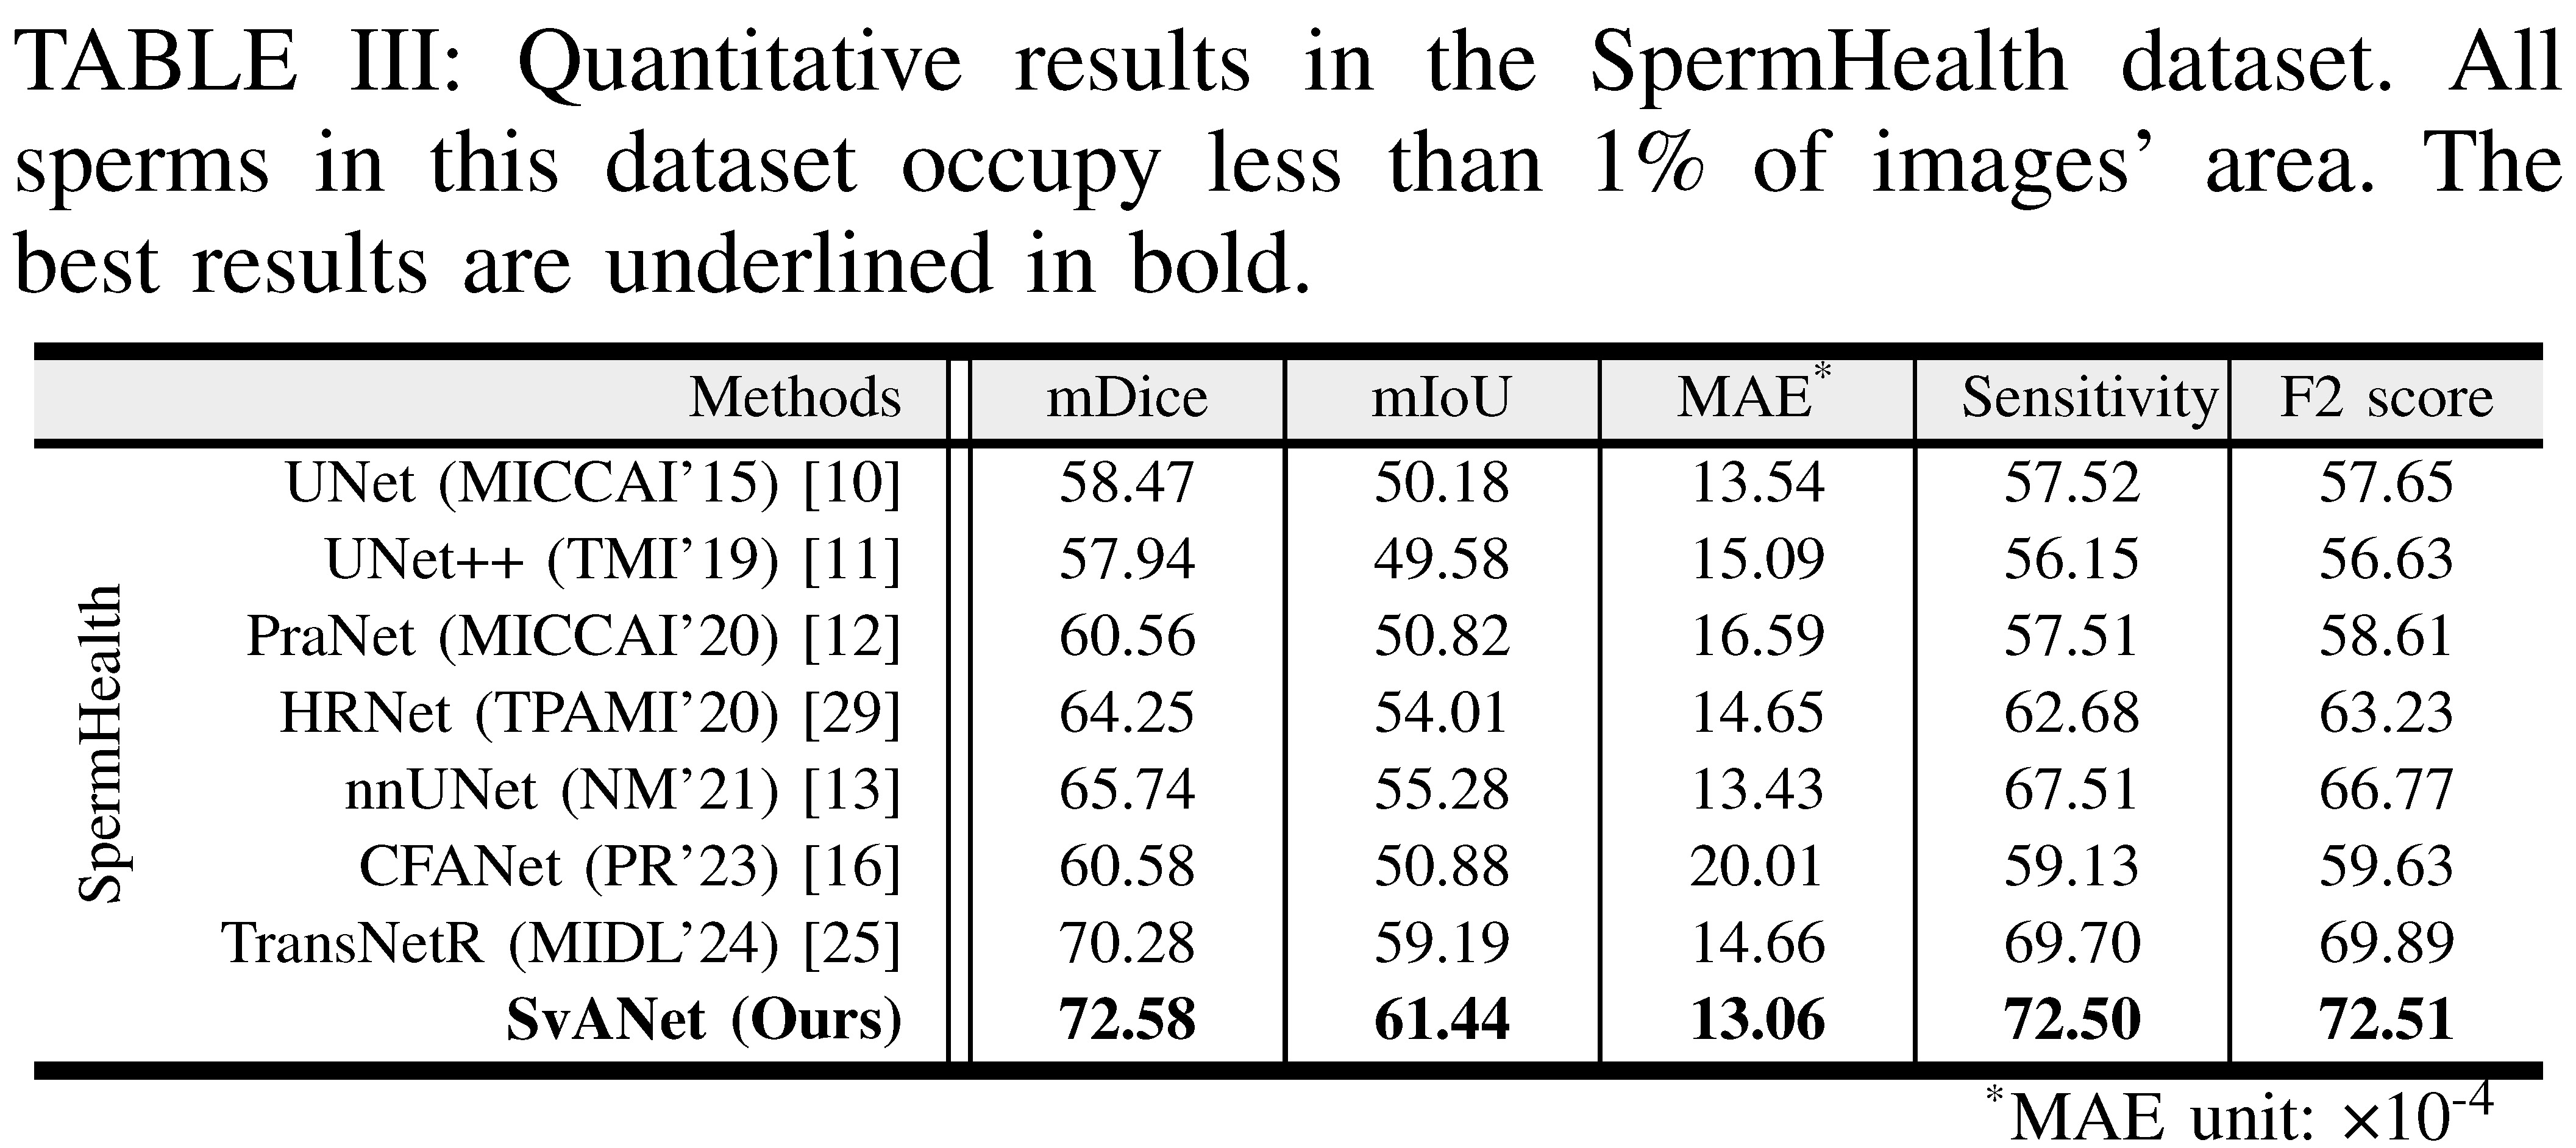 TABLE III: Quantitative results in the SpermHealth dataset. All
sperms in this dataset occupy less than 1% of images’ area. The
best results are underlined in bold.
Methods mDice mIoU MAE* Sensitivity F2 score
SpermHealth
UNet (MICCAI’15) [10] 58.47 50.18 13.54 57.52 57.65
UNet++ (TMI’19) [11] 57.94 49.58 15.09 56.15 56.63
PraNet (MICCAI’20) [12] 60.56 50.82 16.59 57.51 58.61
HRNet (TPAMI’20) [29] 64.25 54.01 14.65 62.68 63.23
nnUNet (NM’21) [13] 65.74 55.28 13.43 67.51 66.77
CFANet (PR’23) [16] 60.58 50.88 20.01 59.13 59.63
TransNetR (MIDL’24) [25] 70.28 59.19 14.66 69.70 69.89
SvANet (Ours) 72.58 61.44 13.06 72.50 72.51
*MAE unit: ×10-4